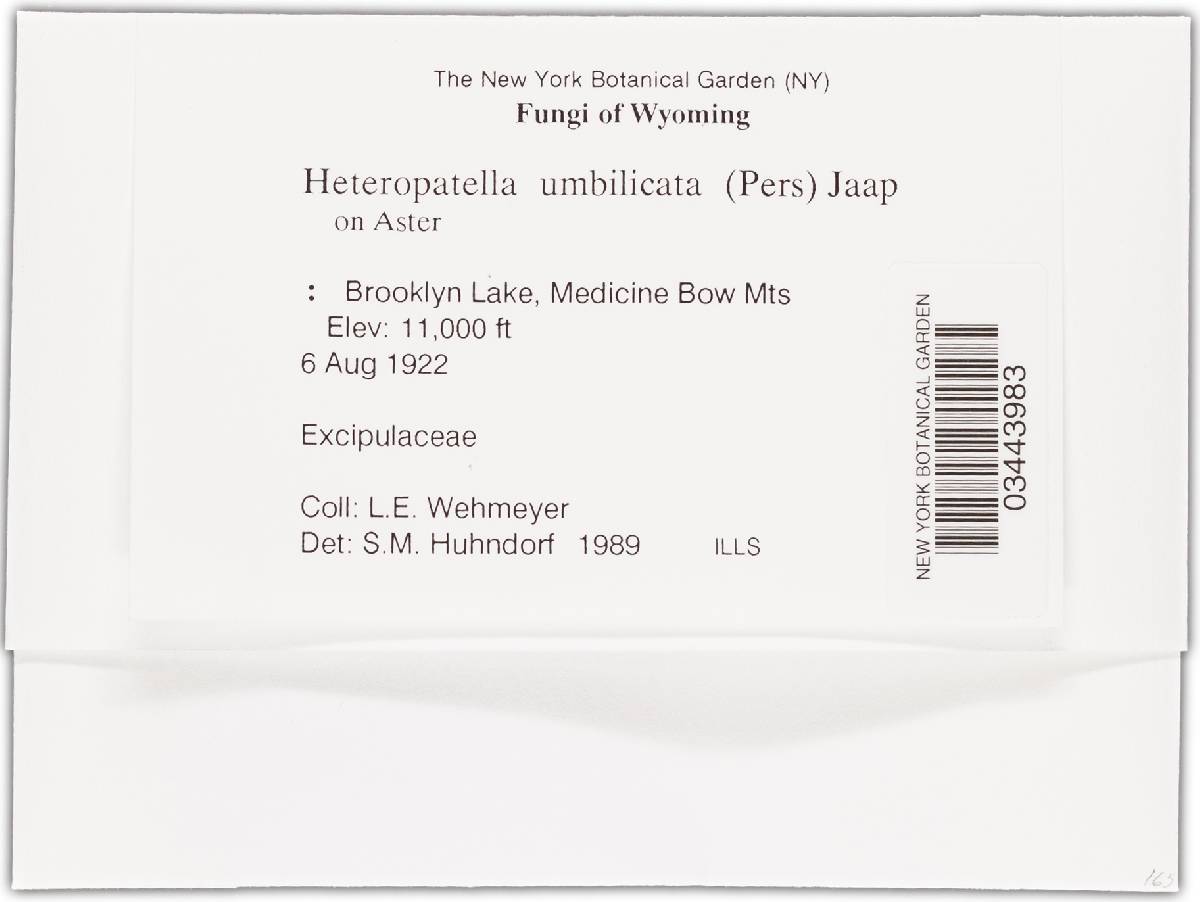 The New York Botanical Garden (NY)
Fungi of Wyoming
Heteropatella umbilicata (Pers) Jaap
on Aster
: Brooklyn Lake, Medicine Bow Mts
Elev: 11,000 ft
6 Aug 1922
Excipulaceae
Coll: L.E. Wehmeyer
Det: S.M. Huhndorf 1989 ILLS
NEW YORK BOTANICAL GARDEN
03443983